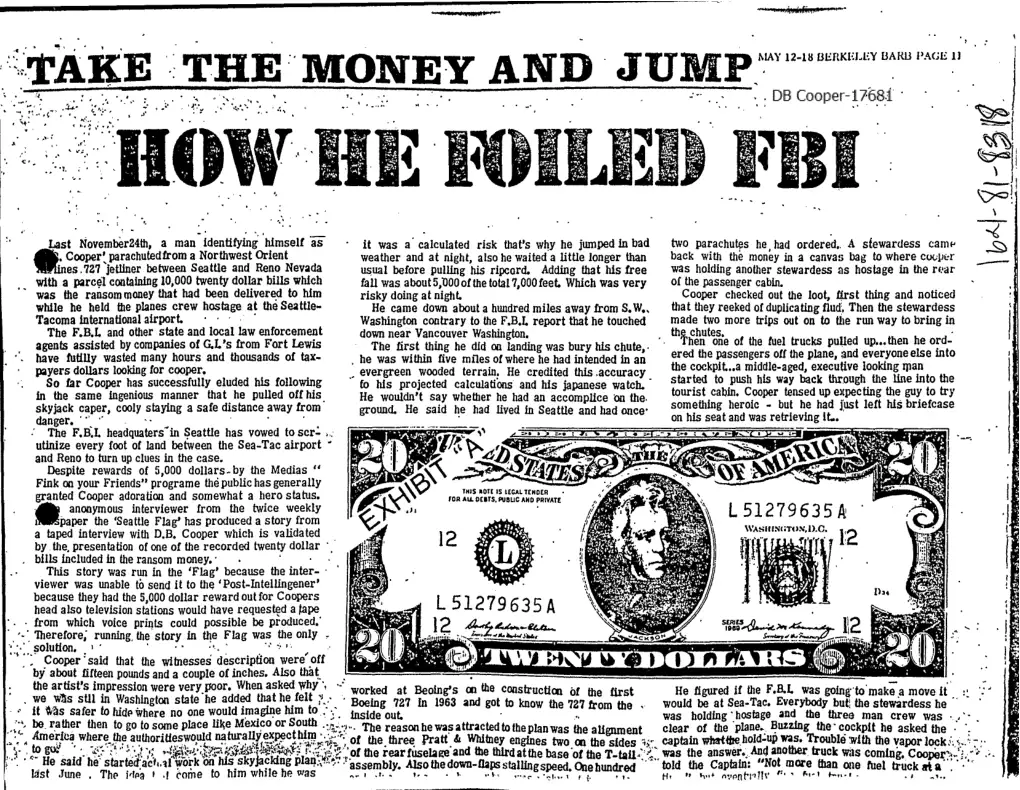 MAY 12-18 BERKELEY BARB PAGE 11
TAKE THE MONEY AND JUMP
DB Cooper-17681
HOW HE FOILED FBI
164-81-8318
Last November24th, a man identifying himself as
. Cooper' parachuted from a Northwest Orient
lines 727 jetliner between Seattle and Reno Nevada
with a parcel containing 10,000 twenty dollar bills which
was the ransom money that had been delivered to him
while he held the planes crew hostage at the Seattle-
Tacoma international airport.
The F.B.I. and other state and local law enforcement
agents assisted by companies of G.I.'s from Fort Lewis
have futilly wasted many hours and thousands of tax-
payers dollars looking for cooper.
So far Cooper has successfully eluded his following
in the same ingenious manner that he pulled off his
skyjack caper, cooly staying a safe distance away from
danger.
The F.B.I. headquaters in Seattle has vowed to scr-
utinize every foot of land between the Sea-Tac airport
and Reno to turn up clues in the case.
Despite rewards of 5,000 dollars by the Medias "
Fink on your Friends" programe the public has generally
granted Cooper adoration and somewhat a hero status.
anonymous interviewer from the twice weekly
paper the 'Seattle Flag' has produced a story from
a taped interview with D.B. Cooper which is validated
by the presentation of one of the recorded twenty dollar
bills included in the ransom money.
This story was run in the 'Flag' because the inter-
viewer was unable to send it to the 'Post-Intellingener'
because they had the 5,000 dollar reward out for Coopers
head also television stations would have requested a tape
from which voice prints could possible be produced.
Therefore, running the story in the Flag was the only
solution.
Cooper said that the witnesses description were off
by about fifteen pounds and a couple of inches. Also that
the artist's impression were very poor. When asked why
we was stil in Washington state he added that he felt
it was safer to hide where no one would imagine him to
be rather then to go to some place like Mexico or South
America where the authorities would naturally expect him
to go.
He said he started actual work on his skyjacking plan
last June . The idea come to him while he was
it was a calculated risk that's why he jumped in bad
weather and at night, also he waited a little longer than
usual before pulling his ripcord. Adding that his free
fall was about 5,000 of the total 7,000 feet. Which was very
risky doing at night.
He came down about a hundred miles away from S.W.
Washington contrary to the F.B.I. report that he touched
down near Vancouver Washington.
The first thing he did on landing was bury his chute,
he was within five miles of where he had intended in an
evergreen wooded terrain. He credited this accuracy
to his projected calculations and his japanese watch.
He wouldn't say whether he had an accomplice on the
ground. He said he had lived in Seattle and had once
two parachutes he had ordered. A stewardess came
back with the money in a canvas bag to where cooper
was holding another stewardess as hostage in the rear
of the passenger cabin.
Cooper checked out the loot, first thing and noticed
that they reeked of duplicating flud. Then the stewardess
made two more trips out on to the run way to bring in
the chutes.
Then one of the fuel trucks pulled up...then he ord-
ered the passengers off the plane, and everyone else into
the cockpit...a middle-aged, executive looking man
started to push his way back through the line into the
tourist cabin. Cooper tensed up expecting the guy to try
something heroic - but he had just left his briefcase
on his seat and was retrieving it..
EXHIBIT "A"
20
STATES
THE
OF AMERICA
20
THIS NOTE IS LEGAL TENDER
FOR ALL DEBTS, PUBLIC AND PRIVATE
L 51279635 A
WASHINGTON, D.C.
12
12
L
L 51279635 A
12
SERIES
1969
12
JACKSON
20
TWENTY DOLLARS
20
worked at Beoing's on the construction of the first
Boeing 727 in 1963 and got to know the 727 from the
inside out.
The reason he was attracted to the plan was the alignment
of the three Pratt & Whitney engines two on the sides
of the rear fuselage and the third at the base of the T-tail
assembly. Also the down-flaps stalling speed. One hundred
He figured if the F.B.I. was going to make a move it
would be at Sea-Tac. Everybody but the stewardess he
was holding hostage and the three man crew was
clear of the plane. Buzzing the cockpit he asked the
captain what the hold-up was. Trouble with the vapor lock
was the answer. And another truck was coming. Cooper
told the Captain: "Not more than one fuel truck at a